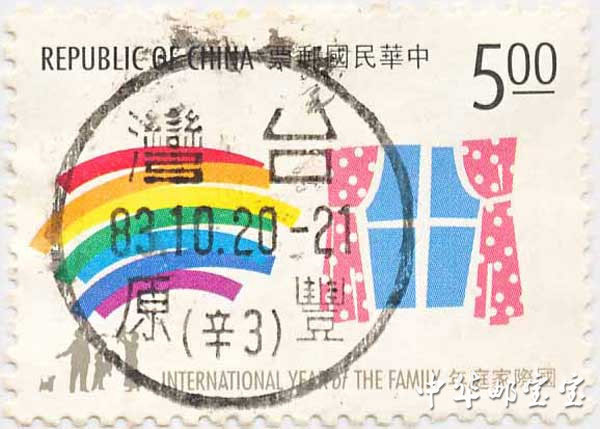 REPUBLIC OF CHINA 票郵國民華中
5.00
灣台
83.10.20-21
原(辛3)豐
INTERNATIONAL YEAR of THE FAMILY 年庭家際國
中华邮宝宝